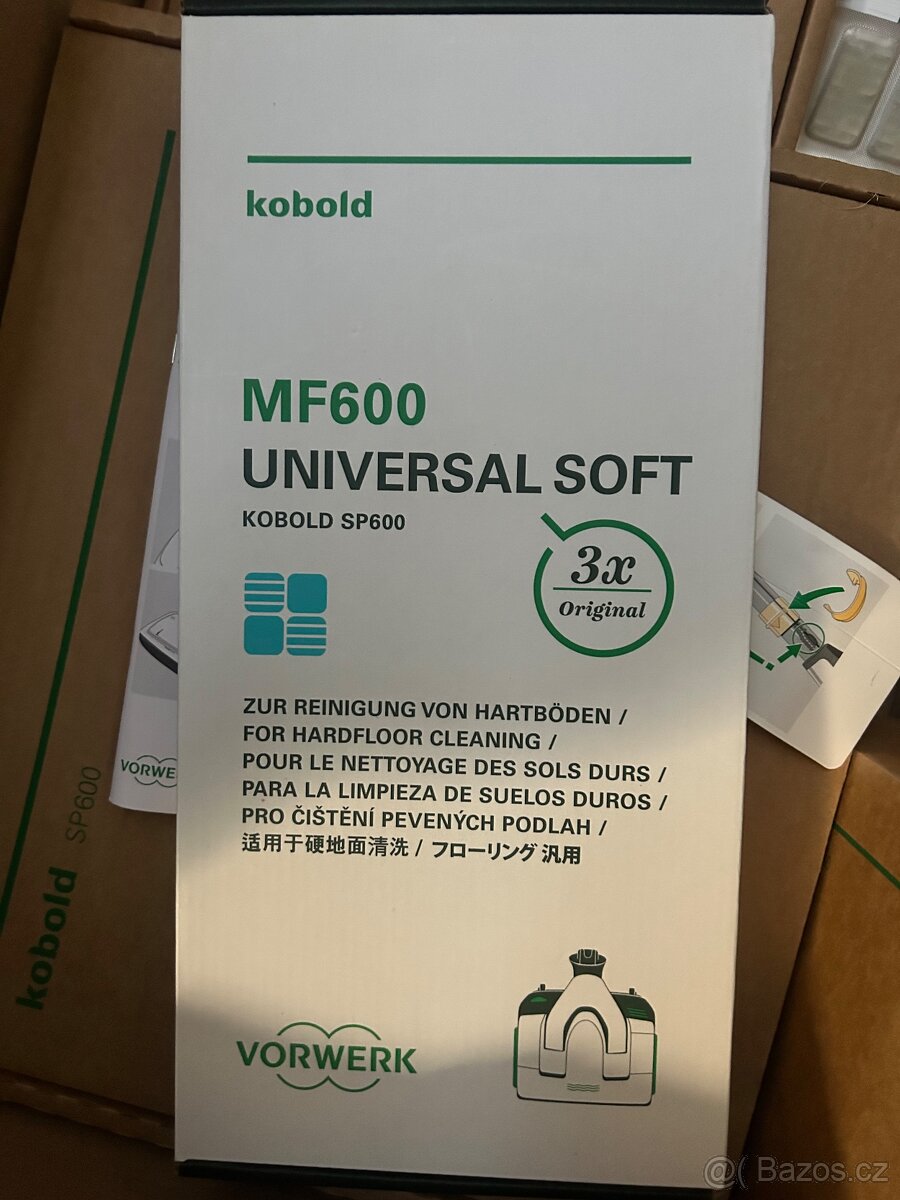 kobold
MF600
UNIVERSAL SOFT
KOBOLD SP600
3x
Original
ZUR REINIGUNG VON HARTBÖDEN /
FOR HARDFLOOR CLEANING /
POUR LE NETTOYAGE DES SOLS DURS /
PARA LA LIMPIEZA DE SUELOS DUROS /
PRO ČIŠTĚNÍ PEVENÝCH PODLAH /
适用于硬地面清洗 / フローリング 汎用
VORWERK
VORWE
kobold SP600
@( Bazos.cz